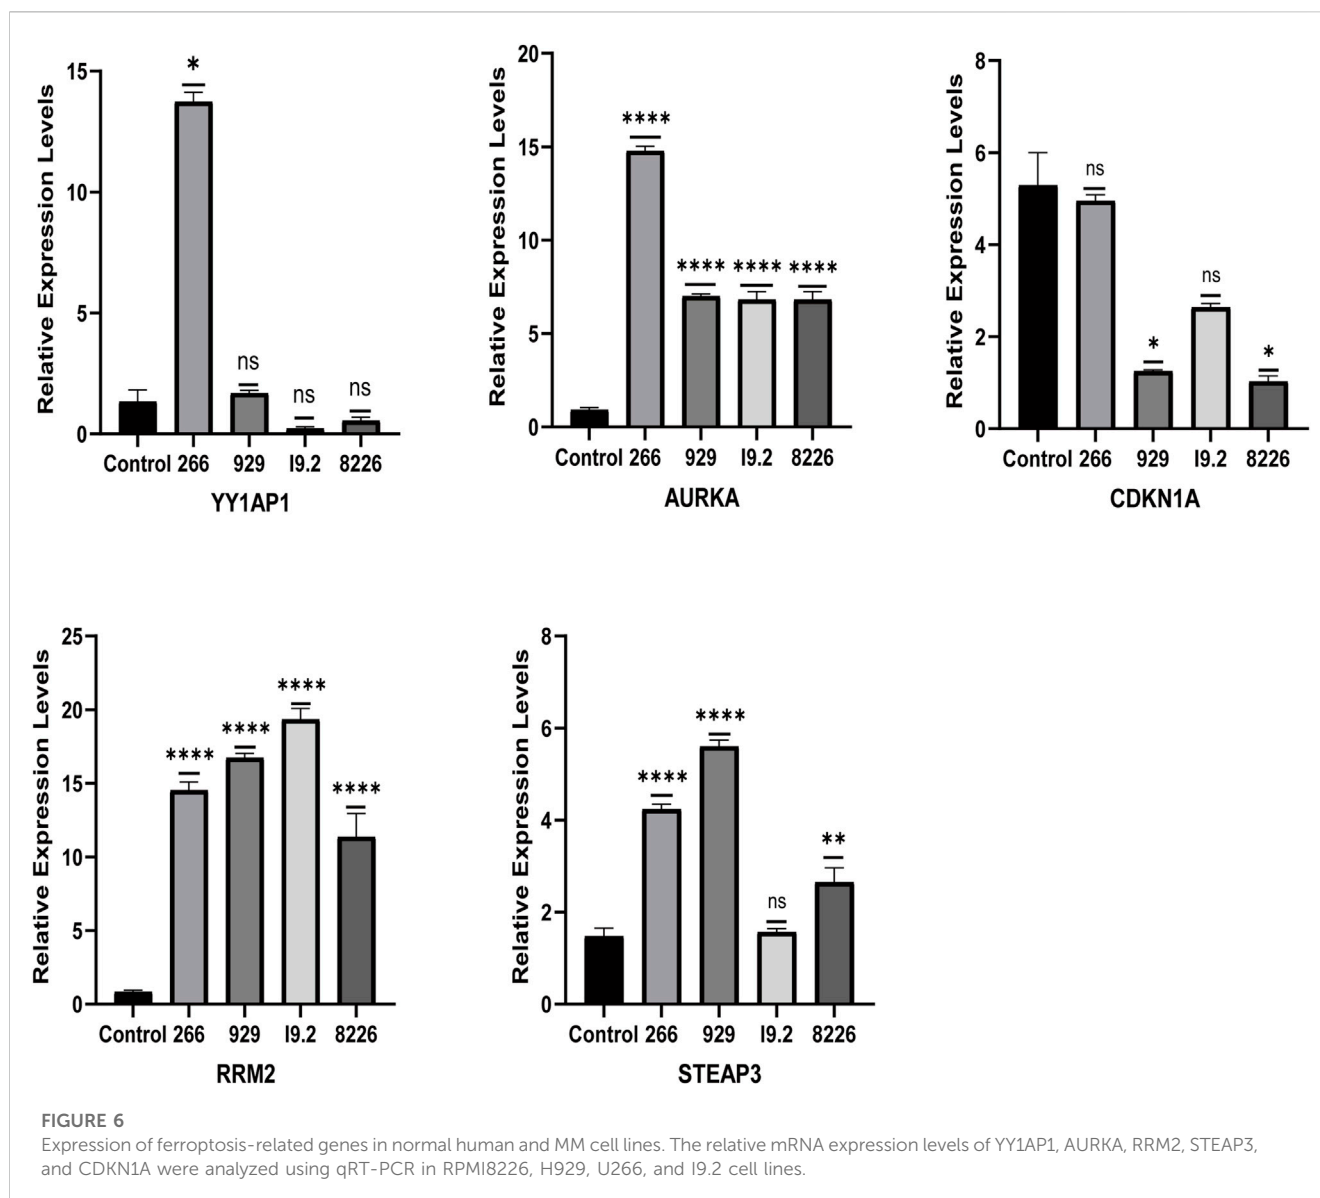 Relative Expression Levels
15
10
5
0
*
ns
ns
ns
Control 266 929 I9.2 8226
YY1AP1
Relative Expression Levels
20
15
10
5
0
****
****
****
****
Control 266 929 I9.2 8226
AURKA
Relative Expression Levels
8
6
4
2
0
ns
*
ns
*
Control 266 929 I9.2 8226
CDKN1A
Relative Expression Levels
25
20
15
10
5
0
****
****
****
****
Control 266 929 I9.2 8226
RRM2
Relative Expression Levels
8
6
4
2
0
****
****
ns
**
Control 266 929 I9.2 8226
STEAP3
FIGURE 6
Expression of ferroptosis-related genes in normal human and MM cell lines. The relative mRNA expression levels of YY1AP1, AURKA, RRM2, STEAP3,
and CDKN1A were analyzed using qRT-PCR in RPMI8226, H929, U266, and I9.2 cell lines.